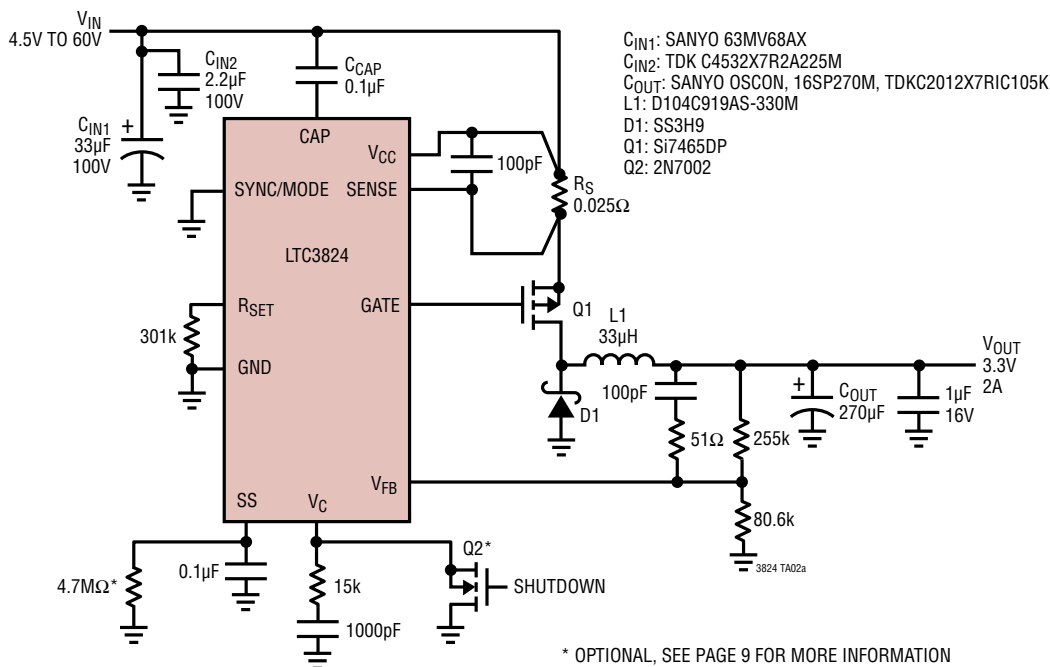 VIN
4.5V TO 60V
CIN2
2.2µF
100V
CIN1
33µF
100V
+
CCAP
0.1µF
CIN1: SANYO 63MV68AX
CIN2: TDK C4532X7R2A225M
COUT: SANYO OSCON, 16SP270M, TDKC2012X7RIC105K
L1: D104C919AS-330M
D1: SS3H9
Q1: Si7465DP
Q2: 2N7002
CAP
VCC
SYNC/MODE
SENSE
100pF
RS
0.025Ω
LTC3824
RSET
GATE
301k
GND
Q1
L1
33µH
VOUT
3.3V
2A
D1
100pF
51Ω
255k
+
COUT
270µF
1µF
16V
VFB
80.6k
SS
VC
4.7MΩ*
0.1µF
15k
1000pF
Q2*
SHUTDOWN
3824 TA02a
* OPTIONAL, SEE PAGE 9 FOR MORE INFORMATION